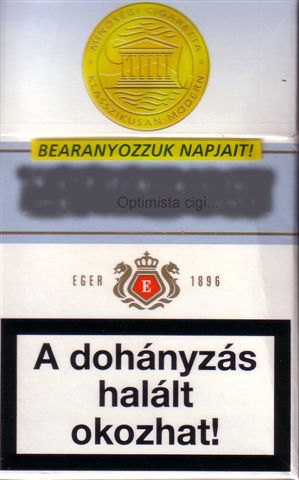 MINŐSÉGI CIGARETTA
KLASSZIKUSAN MODERN
BEARANYOZZUK NAPJAIT!
Optimista cigi...
EGER E 1896
A dohányzás
halált
okozhat!